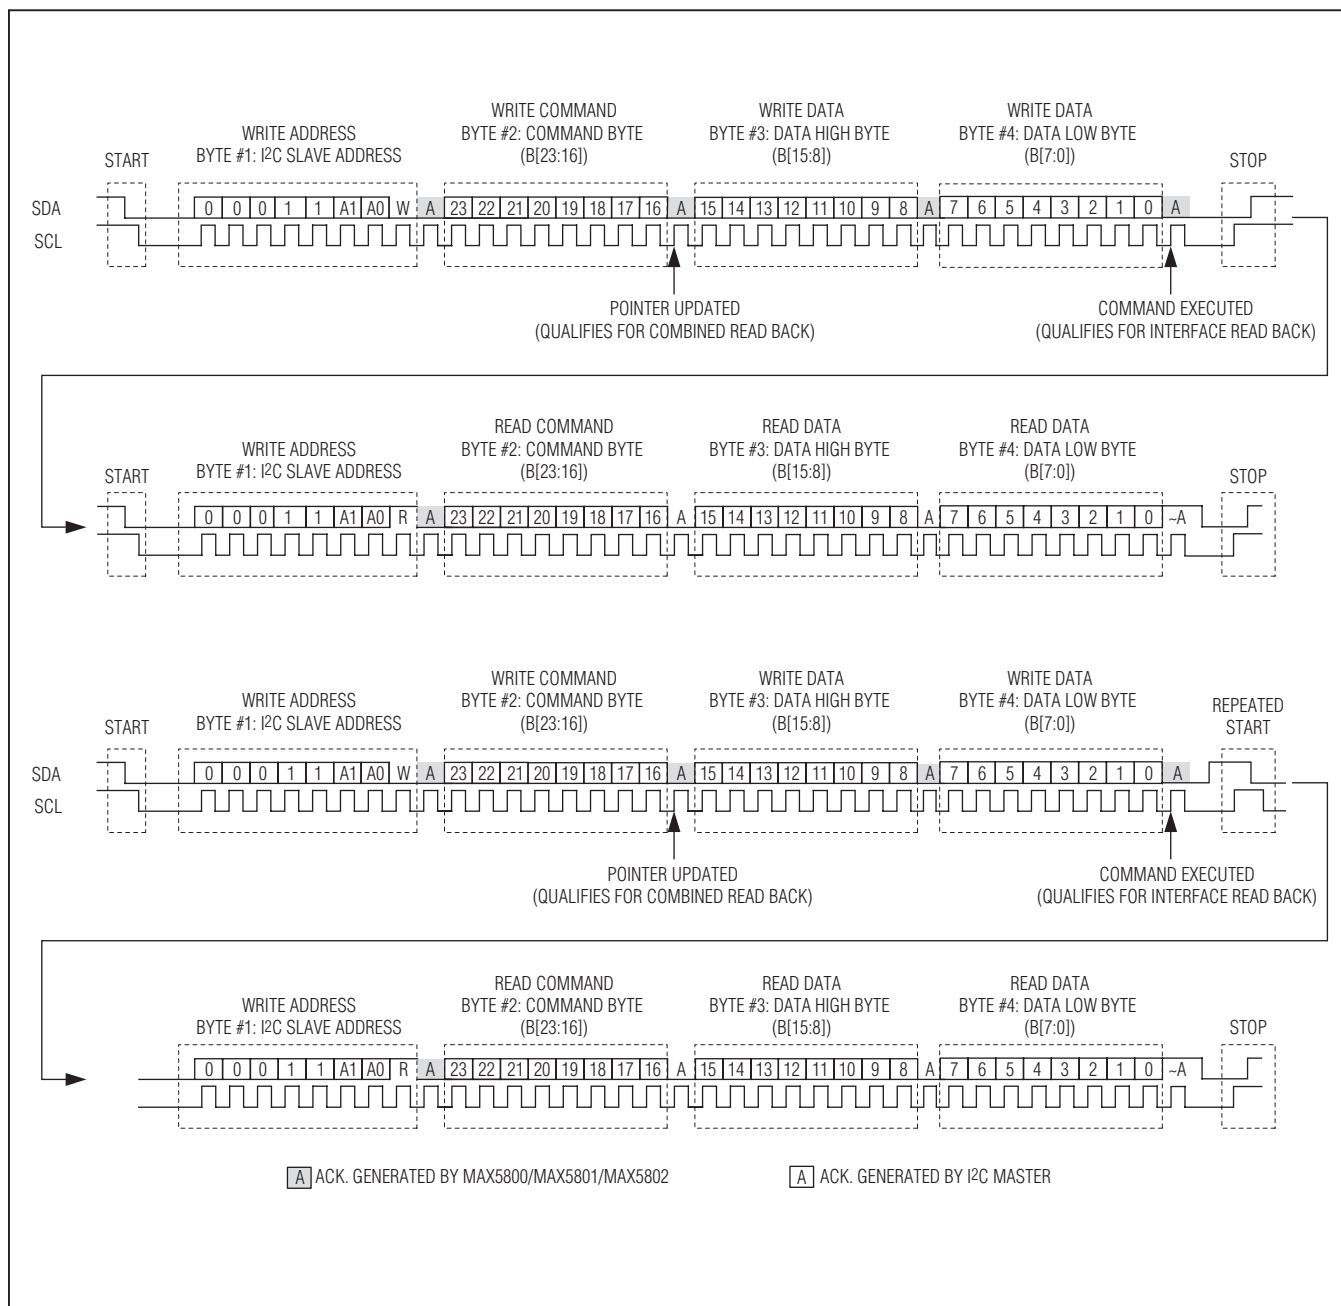 WRITE COMMAND WRITE DATA WRITE DATA
WRITE ADDRESS BYTE #2: COMMAND BYTE BYTE #3: DATA HIGH BYTE BYTE #4: DATA LOW BYTE
START BYTE #1: I2C SLAVE ADDRESS (B[23:16]) (B[15:8]) (B[7:0]) STOP
SDA 0 0 0 1 1 A1 A0 W A 23 22 21 20 19 18 17 16 A 15 14 13 12 11 10 9 8 A 7 6 5 4 3 2 1 0 A
SCL
POINTER UPDATED COMMAND EXECUTED
(QUALIFIES FOR COMBINED READ BACK) (QUALIFIES FOR INTERFACE READ BACK)
READ COMMAND READ DATA READ DATA
WRITE ADDRESS BYTE #2: COMMAND BYTE BYTE #3: DATA HIGH BYTE BYTE #4: DATA LOW BYTE
START BYTE #1: I2C SLAVE ADDRESS (B[23:16]) (B[15:8]) (B[7:0]) STOP
0 0 0 1 1 A1 A0 R A 23 22 21 20 19 18 17 16 A 15 14 13 12 11 10 9 8 A 7 6 5 4 3 2 1 0 ~A
WRITE COMMAND WRITE DATA WRITE DATA
WRITE ADDRESS BYTE #2: COMMAND BYTE BYTE #3: DATA HIGH BYTE BYTE #4: DATA LOW BYTE REPEATED
START BYTE #1: I2C SLAVE ADDRESS (B[23:16]) (B[15:8]) (B[7:0]) START
SDA 0 0 0 1 1 A1 A0 W A 23 22 21 20 19 18 17 16 A 15 14 13 12 11 10 9 8 A 7 6 5 4 3 2 1 0 A
SCL
POINTER UPDATED COMMAND EXECUTED
(QUALIFIES FOR COMBINED READ BACK) (QUALIFIES FOR INTERFACE READ BACK)
READ COMMAND READ DATA READ DATA
WRITE ADDRESS BYTE #2: COMMAND BYTE BYTE #3: DATA HIGH BYTE BYTE #4: DATA LOW BYTE
BYTE #1: I2C SLAVE ADDRESS (B[23:16]) (B[15:8]) (B[7:0]) STOP
0 0 0 1 1 A1 A0 R A 23 22 21 20 19 18 17 16 A 15 14 13 12 11 10 9 8 A 7 6 5 4 3 2 1 0 ~A
A ACK. GENERATED BY MAX5800/MAX5801/MAX5802 A ACK. GENERATED BY I2C MASTER